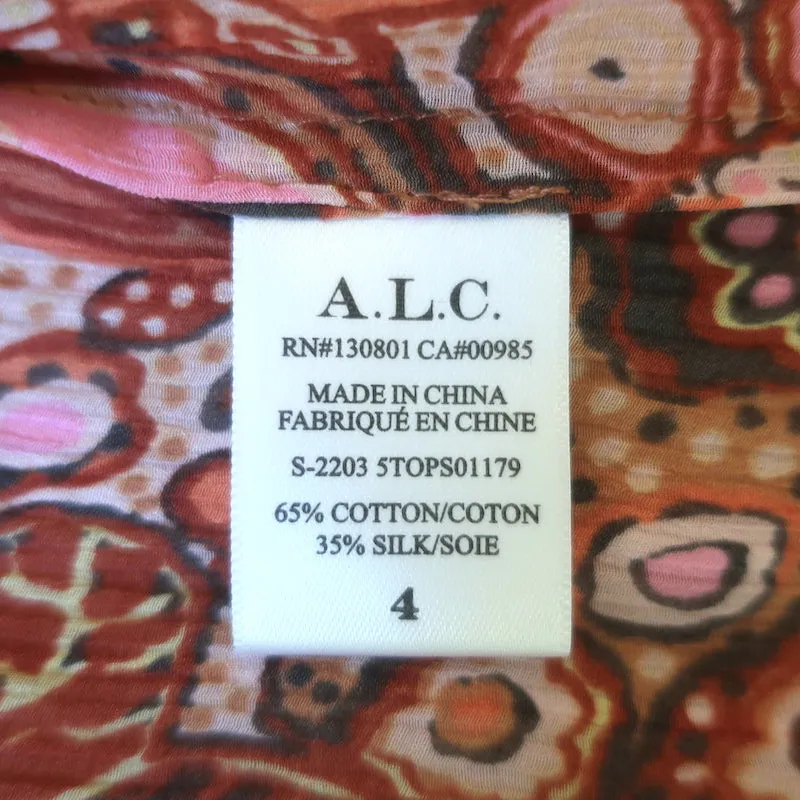 A.L.C.
RN#130801 CA#00985
MADE IN CHINA
FABRIQUÉ EN CHINE
S-2203 5TOPS01179
65% COTTON/COTON
35% SILK/SOIE
4